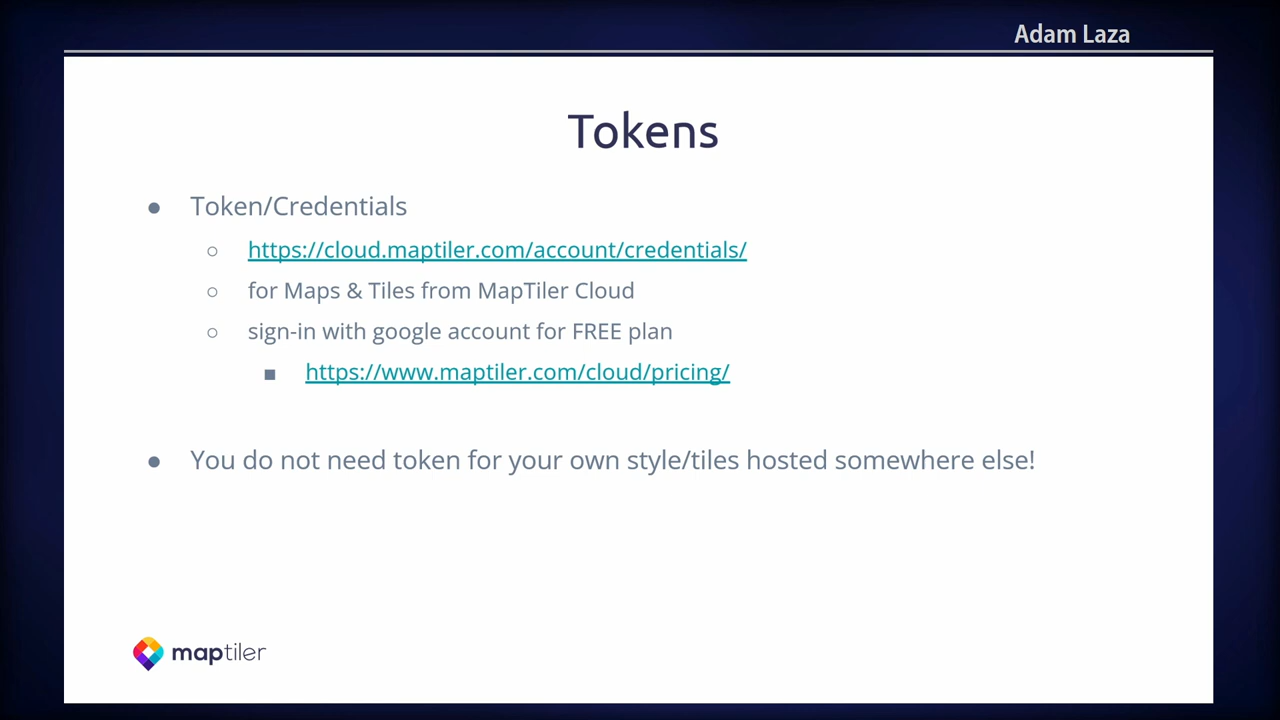 Adam Laza
Tokens
● Token/Credentials
○ https://cloud.maptiler.com/account/credentials/
○ for Maps & Tiles from MapTiler Cloud
○ sign-in with google account for FREE plan
■ https://www.maptiler.com/cloud/pricing/
● You do not need token for your own style/tiles hosted somewhere else!
maptiler